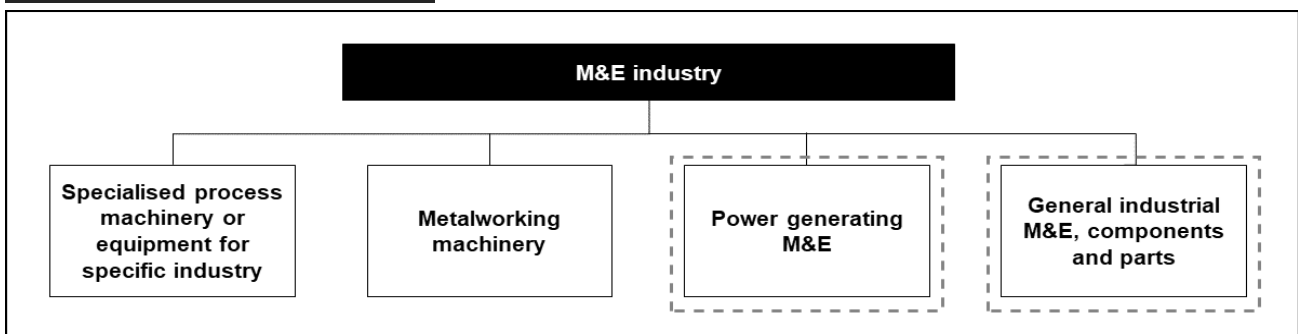 M&E industry
Specialised process
machinery or
equipment for
specific industry
Metalworking
machinery
Power generating
M&E
General industrial
M&E, components
and parts